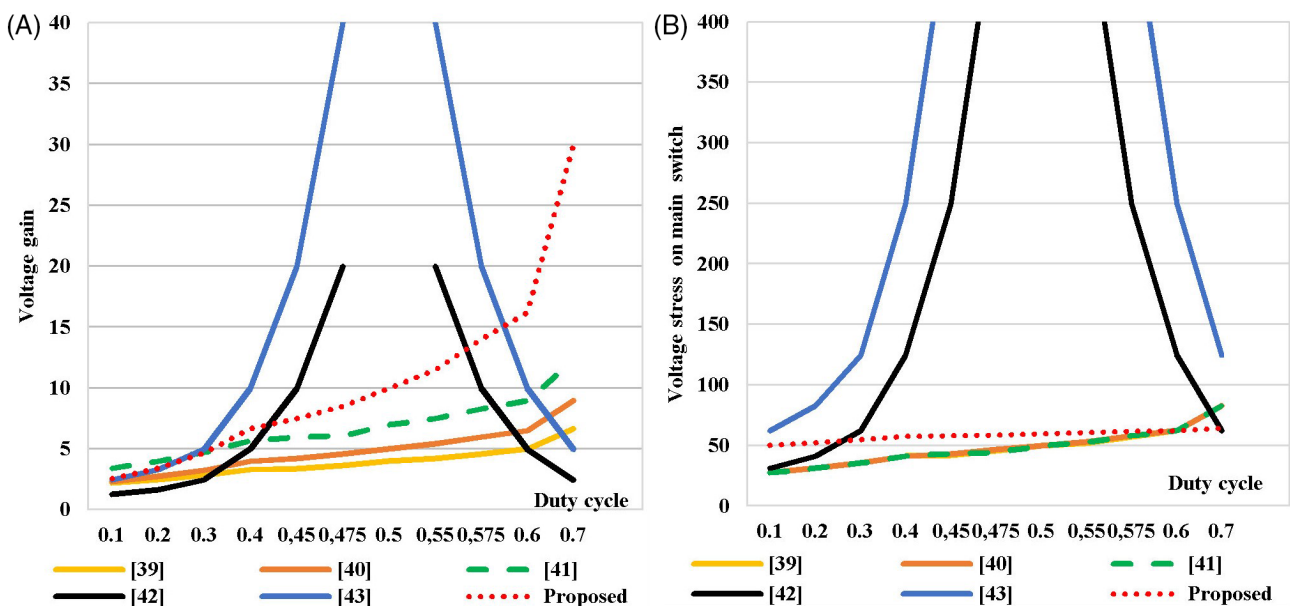 (A)
Voltage gain
40
35
30
25
20
15
10
5
0
Duty cycle
0.1 0.2 0.3 0.4 0,45 0,475 0.5 0,55 0,575 0.6 0.7
[39] [40] [41]
[42] [43] Proposed
(B)
Voltage stress on main switch
400
350
300
250
200
150
100
50
0
Duty cycle
0.1 0.2 0.3 0.4 0,45 0,475 0.5 0,55 0,575 0.6 0.7
[39] [40] [41]
[42] [43] Proposed